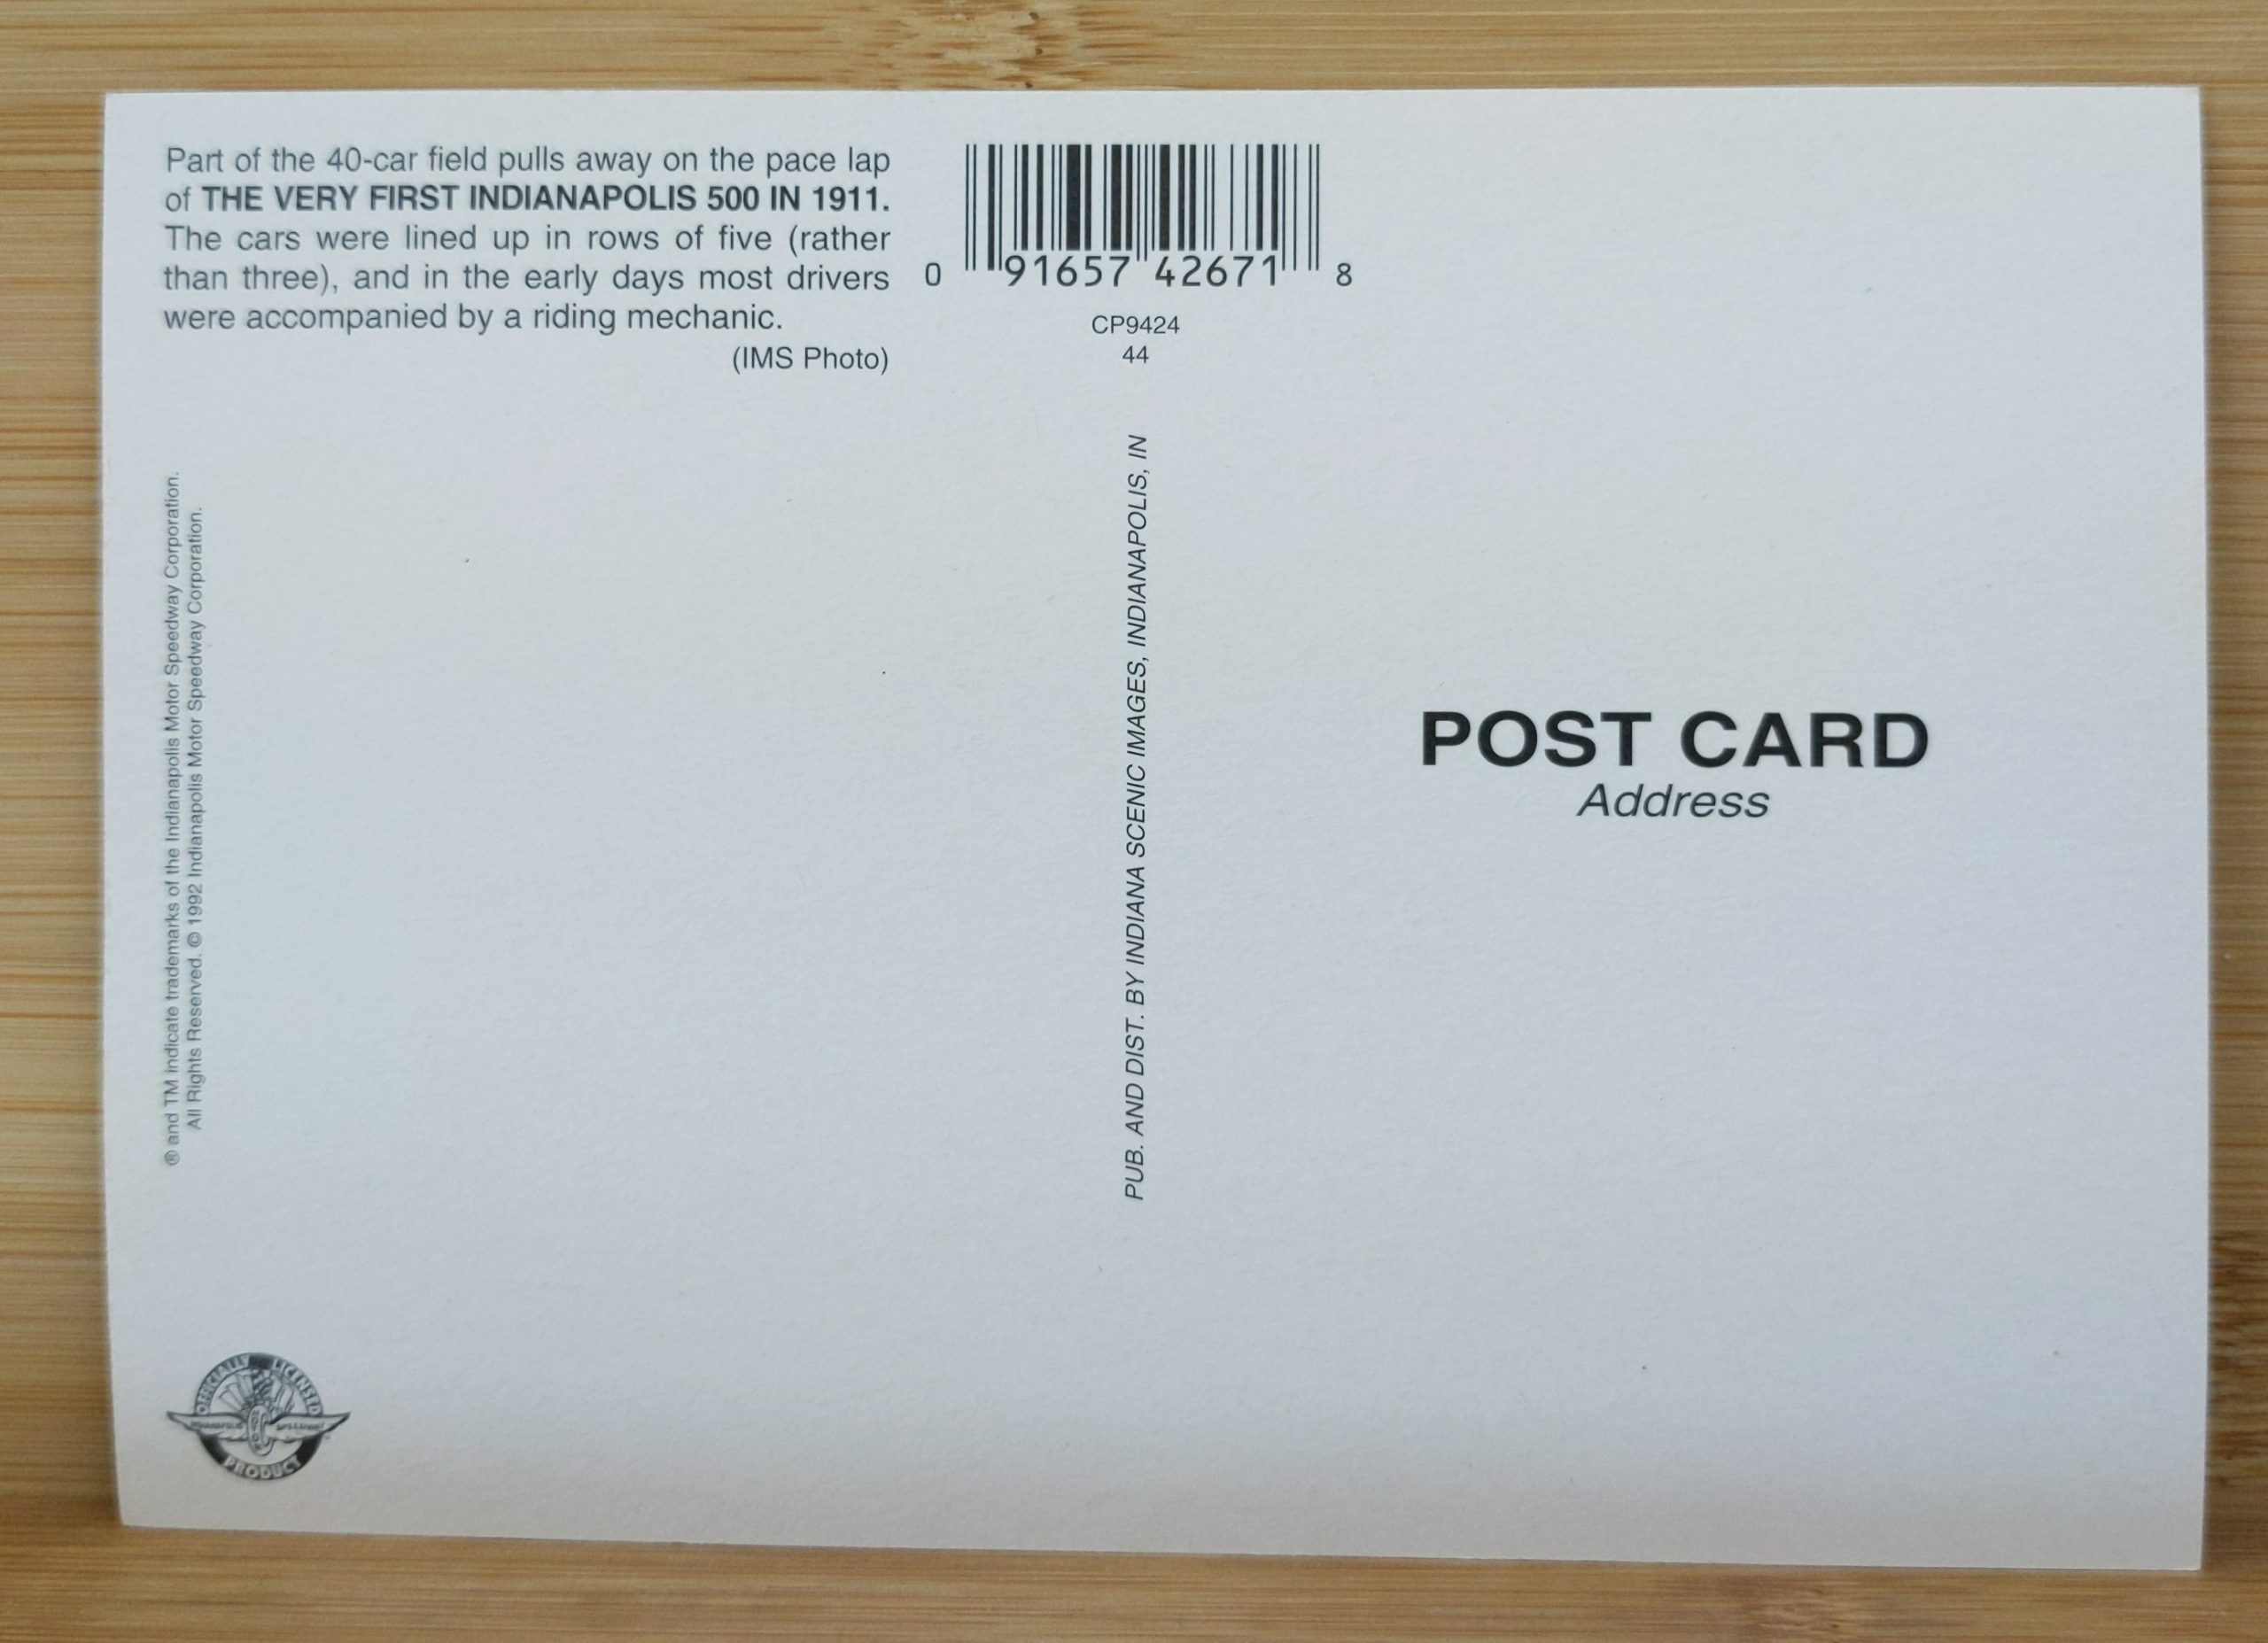 Part of the 40-car field pulls away on the pace lap
of THE VERY FIRST INDIANAPOLIS 500 IN 1911.
The cars were lined up in rows of five (rather
than three), and in the early days most drivers
were accompanied by a riding mechanic.
(IMS Photo)
0 91657 42671 8
CP9424
44
® and TM indicate trademarks of the Indianapolis Motor Speedway Corporation.
All Rights Reserved. © 1992 Indianapolis Motor Speedway Corporation.
PUB. AND DIST. BY INDIANA SCENIC IMAGES, INDIANAPOLIS, IN
POST CARD
Address
OFFICIALLY LICENSED
INDIANAPOLIS MOTOR SPEEDWAY
PRODUCT